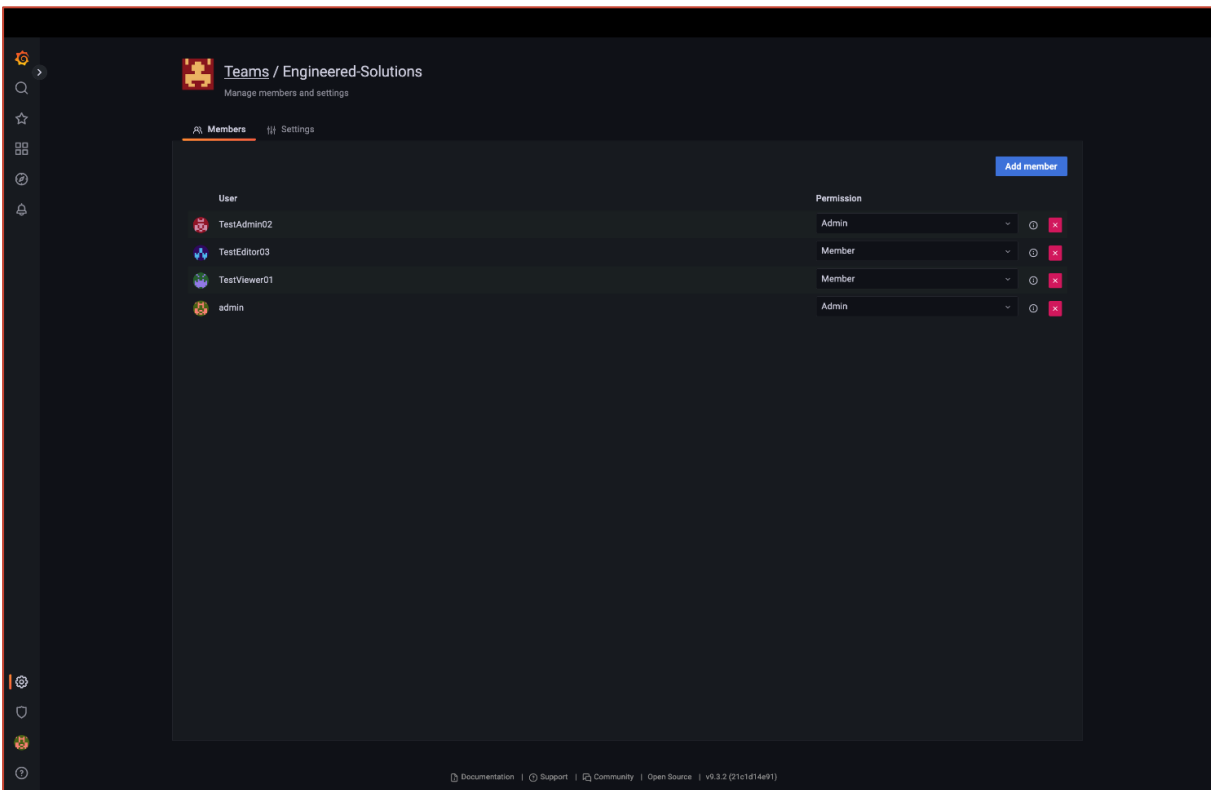 Teams / Engineered-Solutions
Manage members and settings
Members Settings
Add member
User Permission
TestAdmin02 Admin
TestEditor03 Member
TestViewer01 Member
admin Admin
Documentation | Support | Community | Open Source | v9.3.2 (21c1d14e91)